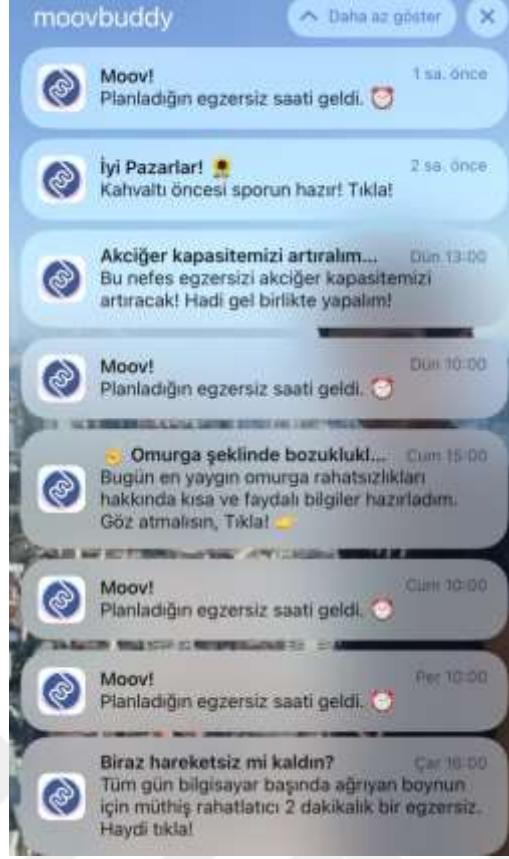 moovbuddy
Daha az göster
Moov!
1 sa. önce
Planladığın egzersiz saati geldi. ⏰
İyi Pazarlar! 🌻
2 sa. önce
Kahvaltı öncesi sporun hazır! Tıkla!
Akciğer kapasitemizi artıralım...
Dün 13:00
Bu nefes egzersizi akciğer kapasitemizi
artıracak! Hadi gel birlikte yapalım!
Moov!
Dün 10:00
Planladığın egzersiz saati geldi. ⏰
Omurga şeklinde bozuklukl...
Cum 15:00
Bugün en yaygın omurga rahatsızlıkları
hakkında kısa ve faydalı bilgiler hazırladım.
Göz atmalısın, Tıkla! 👉
Moov!
Cum 10:00
Planladığın egzersiz saati geldi. ⏰
Moov!
Per 10:00
Planladığın egzersiz saati geldi. ⏰
Biraz hareketsiz mi kaldın?
Çar 16:00
Tüm gün bilgisayar başında ağrıyan boynun
için müthiş rahatlatıcı 2 dakikalık bir egzersiz.
Haydi tıkla!